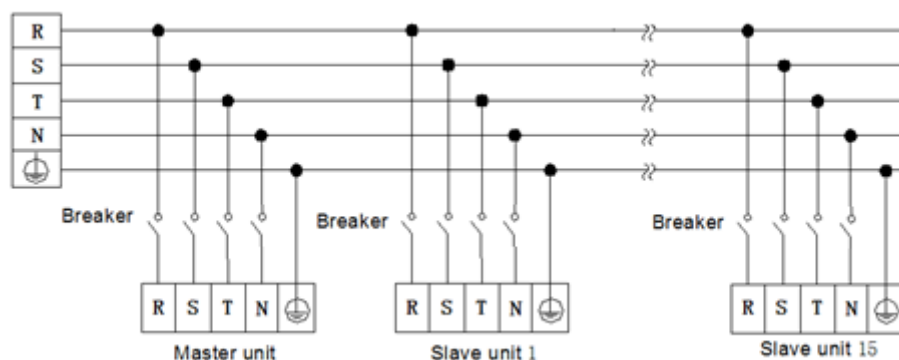 R
S
T
N
Breaker Breaker Breaker
R S T N R S T N R S T N
Master unit Slave unit 1 Slave unit 15